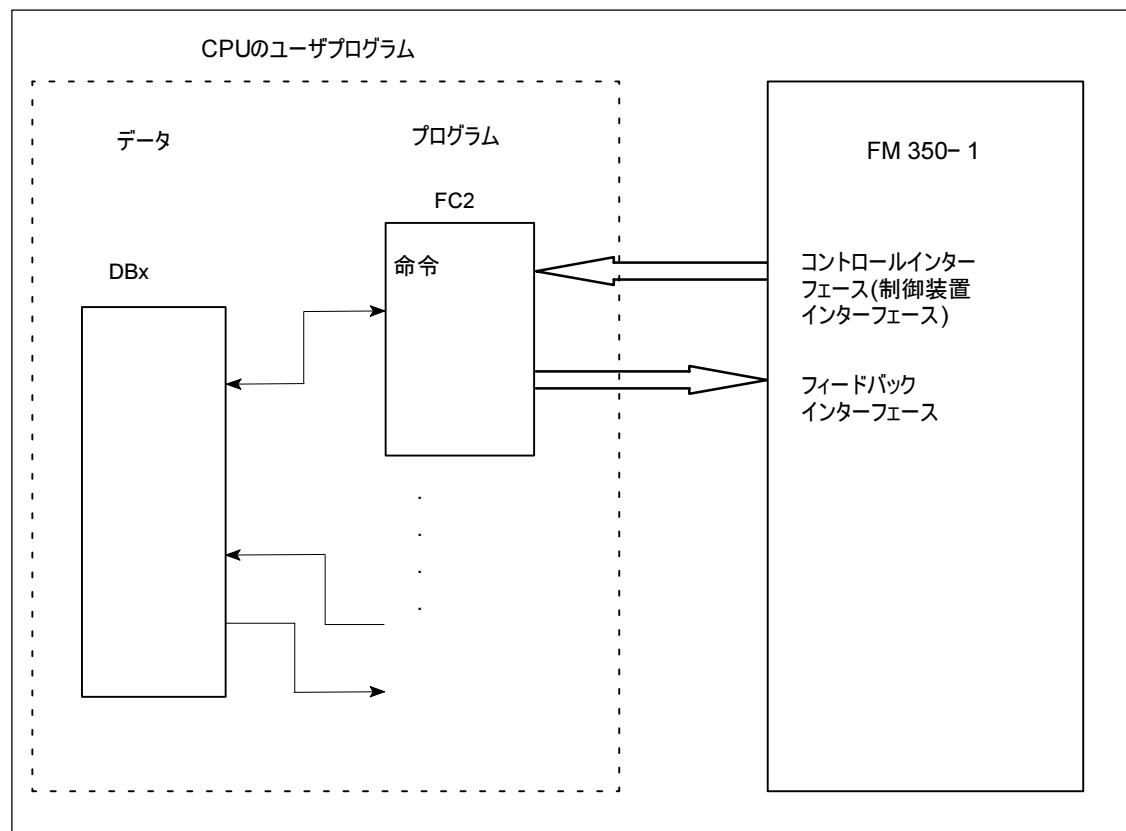 CPUのユーザプログラム
データ
プログラム
FM 350− 1
FC2
命令
DBx
コントロールインター
フェース(制御装置
インターフェース)
フィードバック
インターフェース